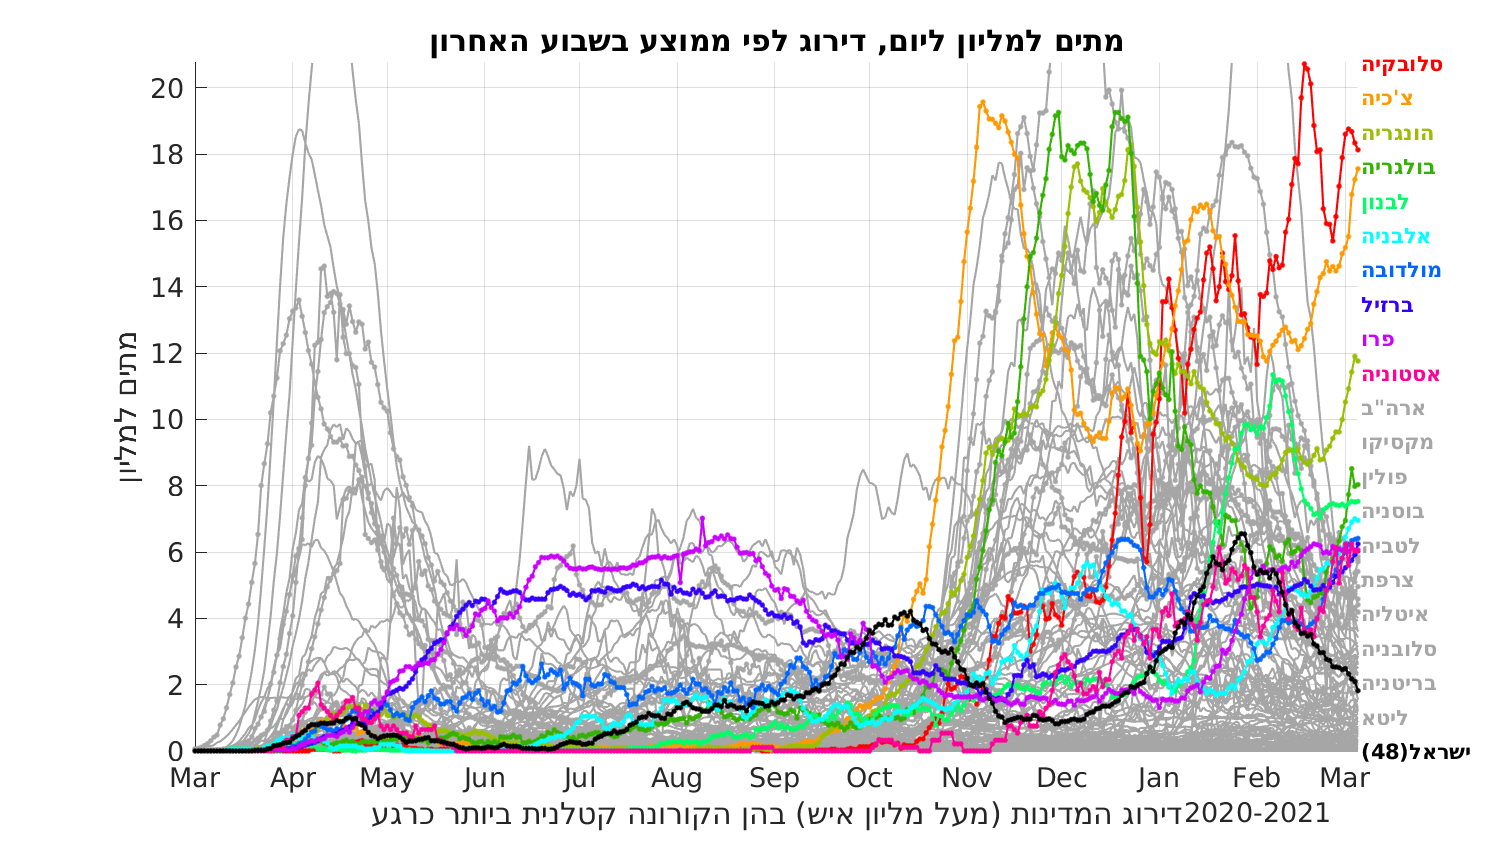 מתים למליון ליום, דירוג לפי ממוצע בשבוע האחרון
מתים למליון
20
18
16
14
12
10
8
6
4
2
0
Mar Apr May Jun Jul Aug Sep Oct Nov Dec Jan Feb Mar
דירוג המדינות (מעל מליון איש) בהן הקורונה קטלנית ביותר כרגע2020-2021
סלובקיה
צ'כיה
הונגריה
בולגריה
לבנון
אלבניה
מולדובה
ברזיל
פרו
אסטוניה
ארה"ב
מקסיקו
פולין
בוסניה
לטביה
צרפת
איטליה
סלובניה
בריטניה
ליטא
ישראל(48)